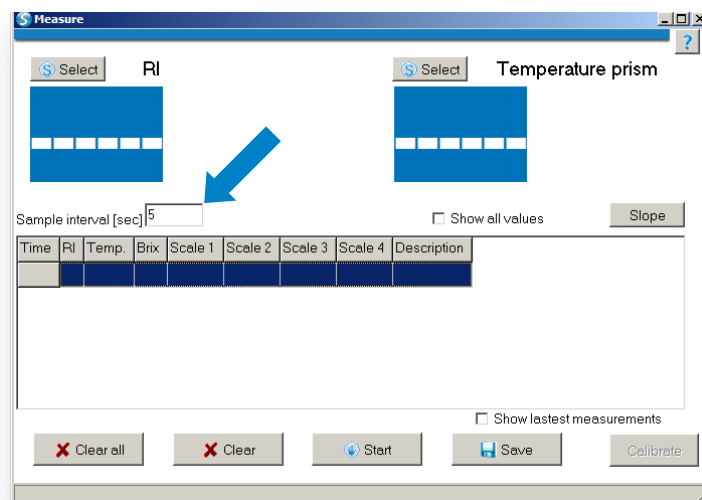 Measure
?
Select RI Select Temperature prism
Sample interval [sec] 5 Show all values Slope
Time RI Temp. Brix Scale 1 Scale 2 Scale 3 Scale 4 Description
Show lastest measurements
Clear all Clear Start Save Calibrate